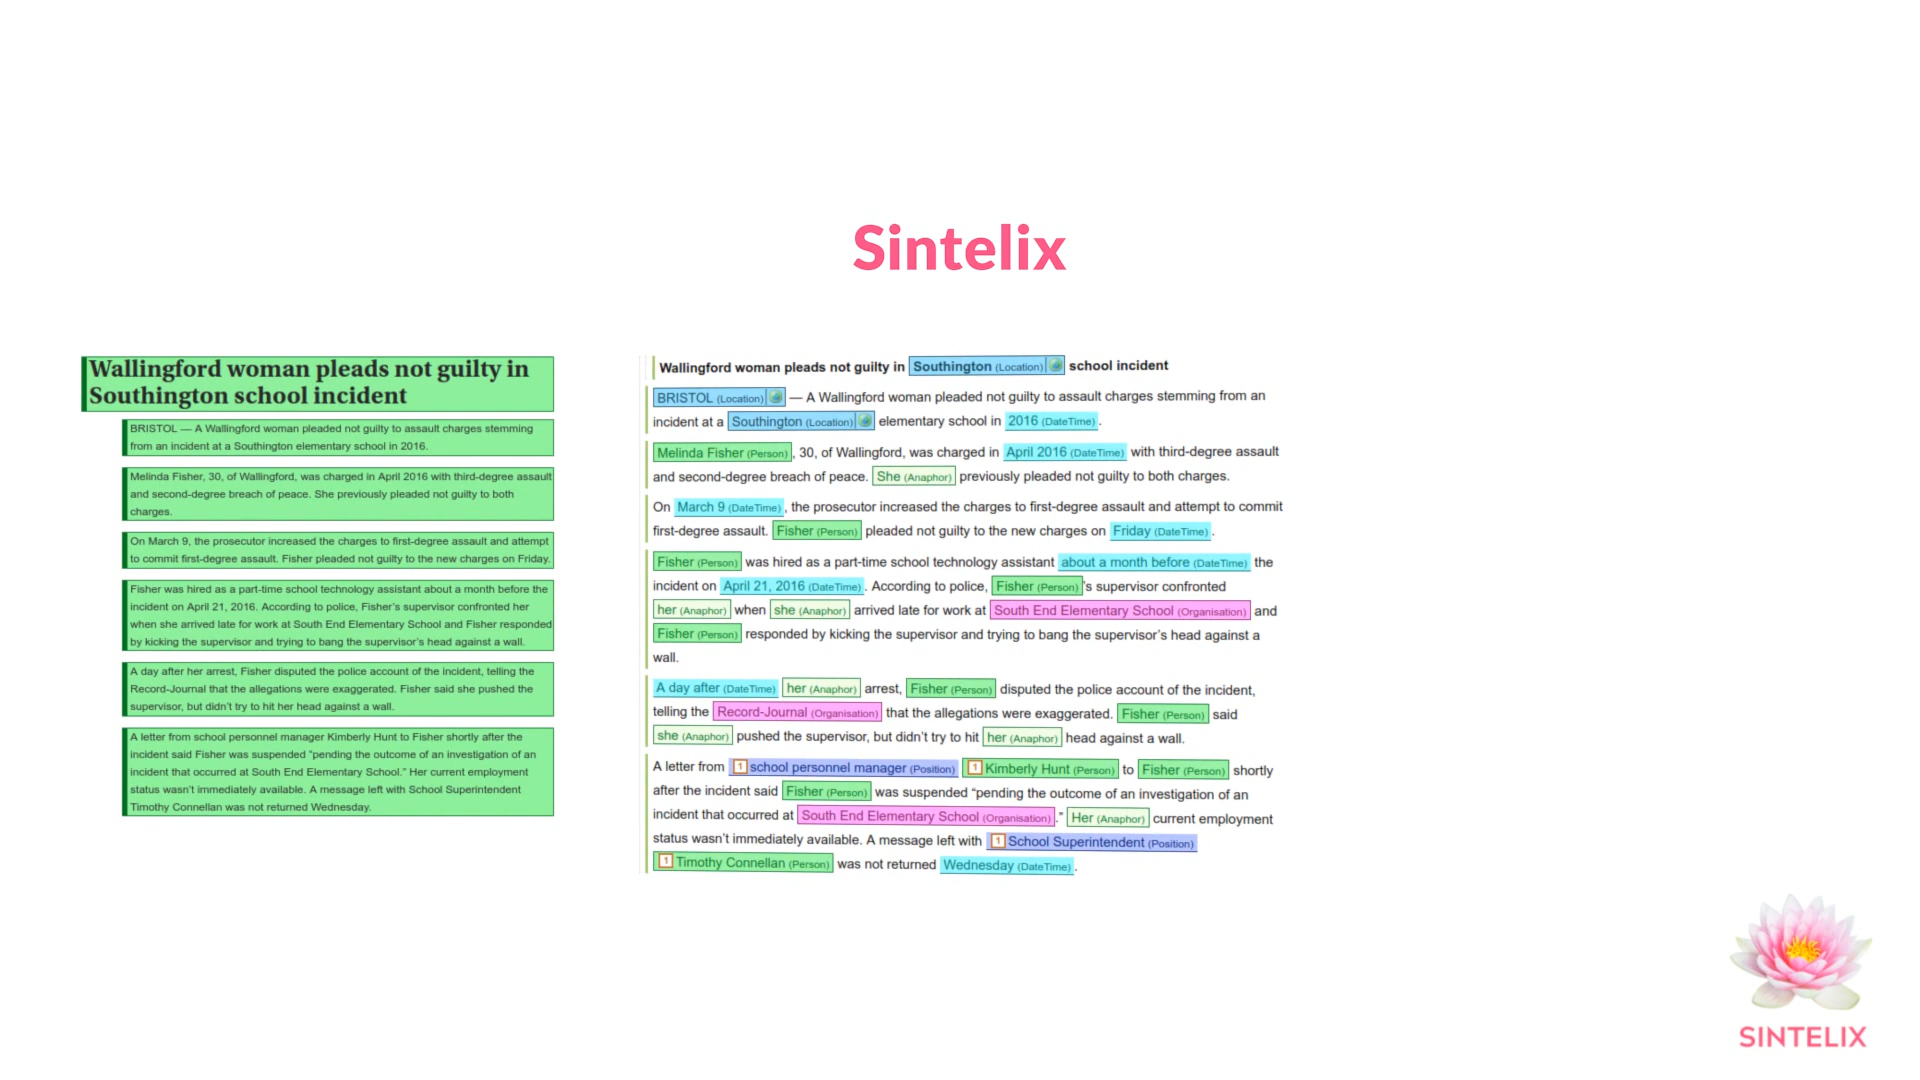 Sintelix
Wallingford woman pleads not guilty in
Southington school incident
BRISTOL — A Wallingford woman pleaded not guilty to assault charges stemming
from an incident at a Southington elementary school in 2016.
Melinda Fisher, 30, of Wallingford, was charged in April 2016 with third-degree assault
and second-degree breach of peace. She previously pleaded not guilty to both
charges.
On March 9, the prosecutor increased the charges to first-degree assault and attempt
to commit first-degree assault. Fisher pleaded not guilty to the new charges on Friday.
Fisher was hired as a part-time school technology assistant about a month before the
incident on April 21, 2016. According to police, Fisher's supervisor confronted her
when she arrived late for work at South End Elementary School and Fisher responded
by kicking the supervisor and trying to bang the supervisor's head against a wall.
A day after her arrest, Fisher disputed the police account of the incident, telling the
Record-Journal that the allegations were exaggerated. Fisher said she pushed the
supervisor, but didn't try to hit her head against a wall.
A letter from school personnel manager Kimberly Hunt to Fisher shortly after the
incident said Fisher was suspended “pending the outcome of an investigation of an
incident that occurred at South End Elementary School.” Her current employment
status wasn't immediately available. A message left with School Superintendent
Timothy Connellan was not returned Wednesday.
Wallingford woman pleads not guilty in Southington (Location) school incident
BRISTOL (Location) — A Wallingford woman pleaded not guilty to assault charges stemming from an
incident at a Southington (Location) elementary school in 2016 (DateTime).
Melinda Fisher (Person), 30, of Wallingford, was charged in April 2016 (DateTime) with third-degree assault
and second-degree breach of peace. She (Anaphor) previously pleaded not guilty to both charges.
On March 9 (DateTime), the prosecutor increased the charges to first-degree assault and attempt to commit
first-degree assault. Fisher (Person) pleaded not guilty to the new charges on Friday (DateTime).
Fisher (Person) was hired as a part-time school technology assistant about a month before (DateTime) the
incident on April 21, 2016 (DateTime). According to police, Fisher (Person)'s supervisor confronted
her (Anaphor) when she (Anaphor) arrived late for work at South End Elementary School (Organisation) and
Fisher (Person) responded by kicking the supervisor and trying to bang the supervisor's head against a
wall.
A day after (DateTime) her (Anaphor) arrest, Fisher (Person) disputed the police account of the incident,
telling the Record-Journal (Organisation) that the allegations were exaggerated. Fisher (Person) said
she (Anaphor) pushed the supervisor, but didn't try to hit her (Anaphor) head against a wall.
A letter from 1 school personnel manager (Position) 1 Kimberly Hunt (Person) to Fisher (Person) shortly
after the incident said Fisher (Person) was suspended “pending the outcome of an investigation of an
incident that occurred at South End Elementary School (Organisation).” Her (Anaphor) current employment
status wasn't immediately available. A message left with 1 School Superintendent (Position)
1 Timothy Connellan (Person) was not returned Wednesday (DateTime).
SINTELIX